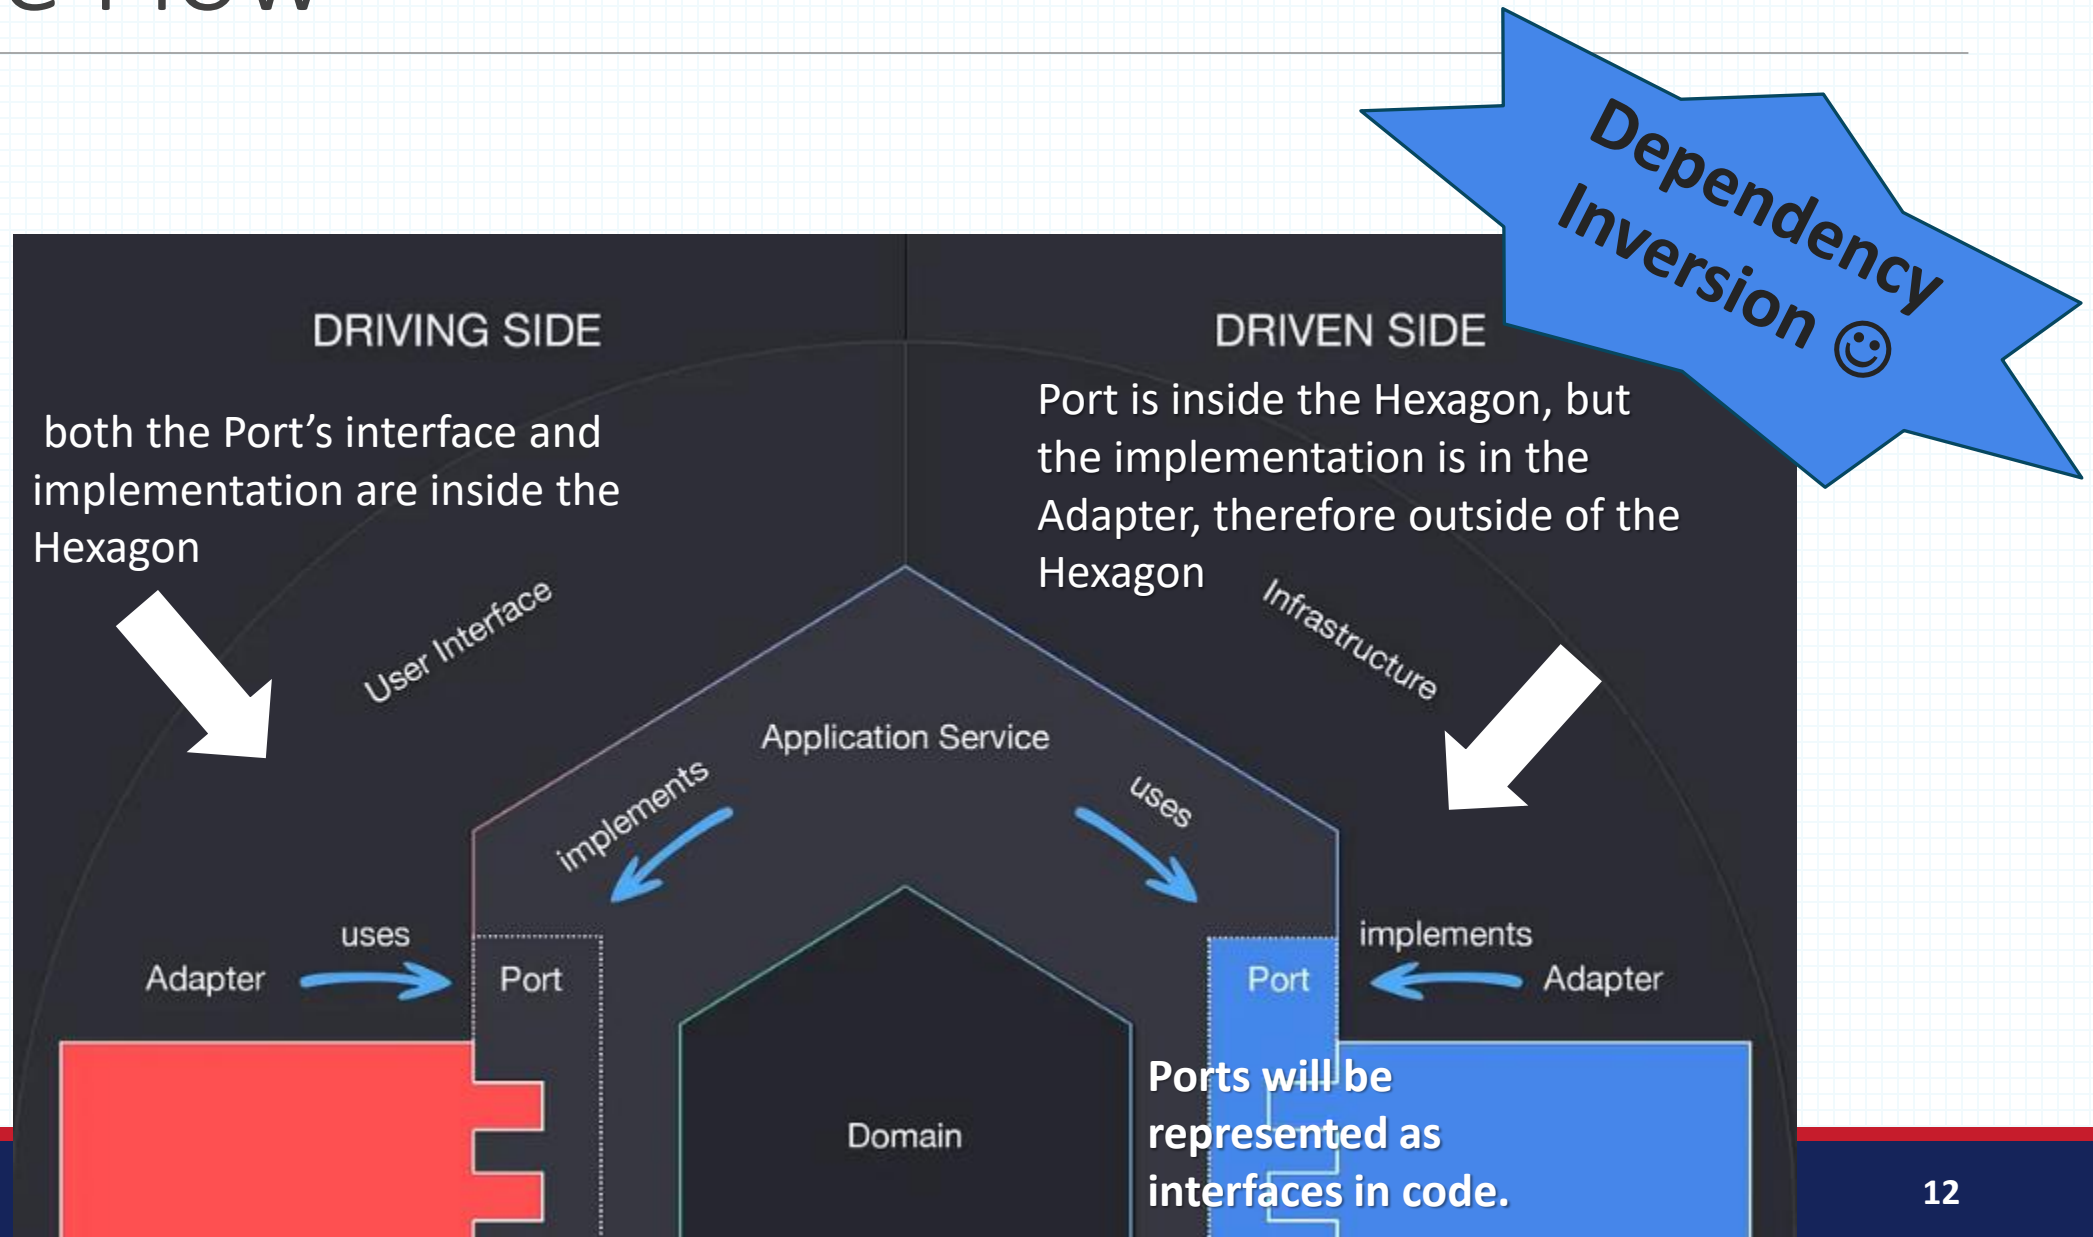 Dependency
Inversion ☺
DRIVING SIDE
DRIVEN SIDE
both the Port’s interface and
implementation are inside the
Hexagon
Port is inside the Hexagon, but
the implementation is in the
Adapter, therefore outside of the
Hexagon
User Interface
Infrastructure
Application Service
implements
uses
uses
Adapter
Port
Port
implements
Adapter
Domain
Ports will be
represented as
interfaces in code.
12